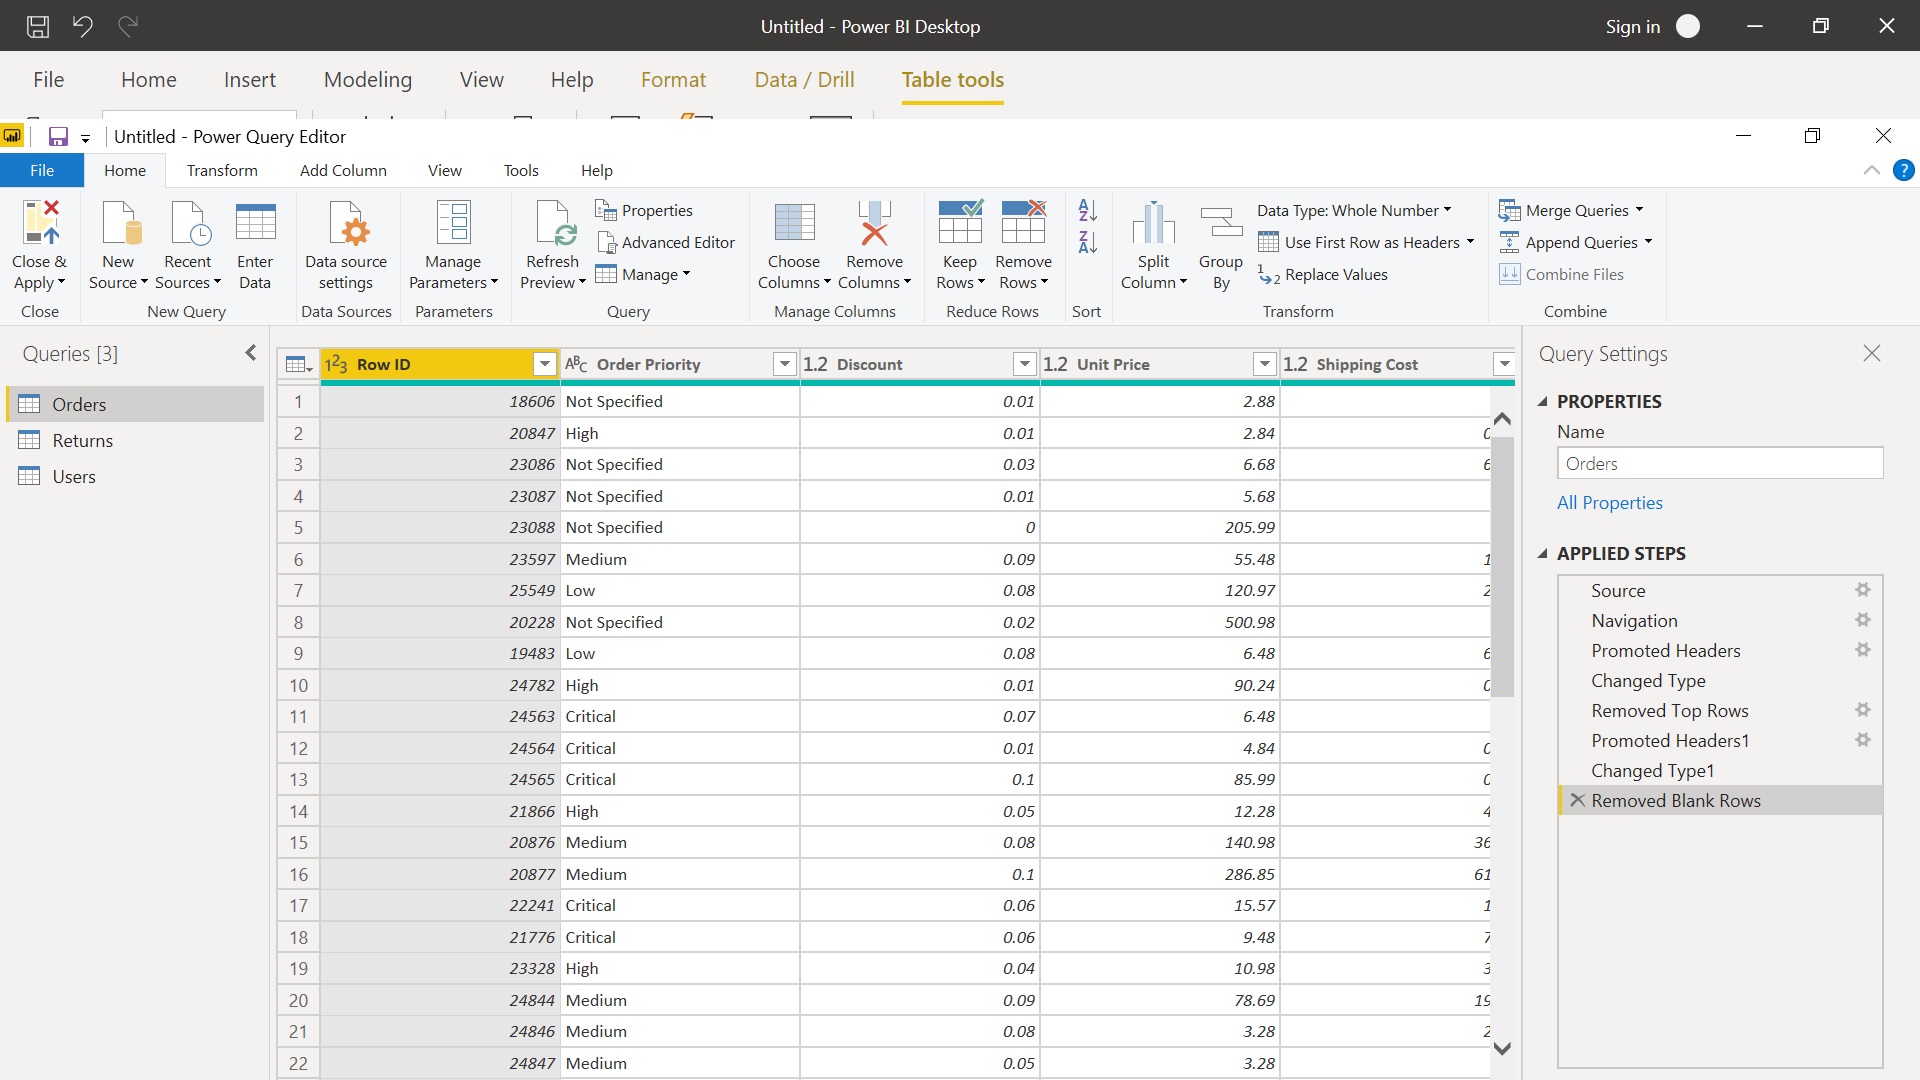 Untitled - Power BI Desktop
Sign in
File Home Insert Modeling View Help Format Data / Drill Table tools
Untitled - Power Query Editor
File Home Transform Add Column View Tools Help
?
Close & Apply
Close
New Source
Recent Sources
Enter Data
New Query
Data source settings
Data Sources
Manage Parameters
Parameters
Refresh Preview
Properties
Advanced Editor
Manage
Query
Choose Columns
Remove Columns
Manage Columns
Keep Rows
Remove Rows
Reduce Rows
A Z
Z A
Sort
Split Column
Group By
Data Type: Whole Number
Use First Row as Headers
1 2 Replace Values
Transform
Merge Queries
Append Queries
Combine Files
Combine
Queries [3]
Orders
Returns
Users
123 Row ID ABC Order Priority 1.2 Discount 1.2 Unit Price 1.2 Shipping Cost
1 18606 Not Specified 0.01 2.88
2 20847 High 0.01 2.84
3 23086 Not Specified 0.03 6.68
4 23087 Not Specified 0.01 5.68
5 23088 Not Specified 0 205.99
6 23597 Medium 0.09 55.48 1
7 25549 Low 0.08 120.97 2
8 20228 Not Specified 0.02 500.98
9 19483 Low 0.08 6.48
10 24782 High 0.01 90.24
11 24563 Critical 0.07 6.48
12 24564 Critical 0.01 4.84
13 24565 Critical 0.1 85.99
14 21866 High 0.05 12.28 4
15 20876 Medium 0.08 140.98 36
16 20877 Medium 0.1 286.85 61
17 22241 Critical 0.06 15.57 1
18 21776 Critical 0.06 9.48 7
19 23328 High 0.04 10.98 3
20 24844 Medium 0.09 78.69 19
21 24846 Medium 0.08 3.28 2
22 24847 Medium 0.05 3.28
Query Settings
PROPERTIES
Name
Orders
All Properties
APPLIED STEPS
Source
Navigation
Promoted Headers
Changed Type
Removed Top Rows
Promoted Headers1
Changed Type1
Removed Blank Rows